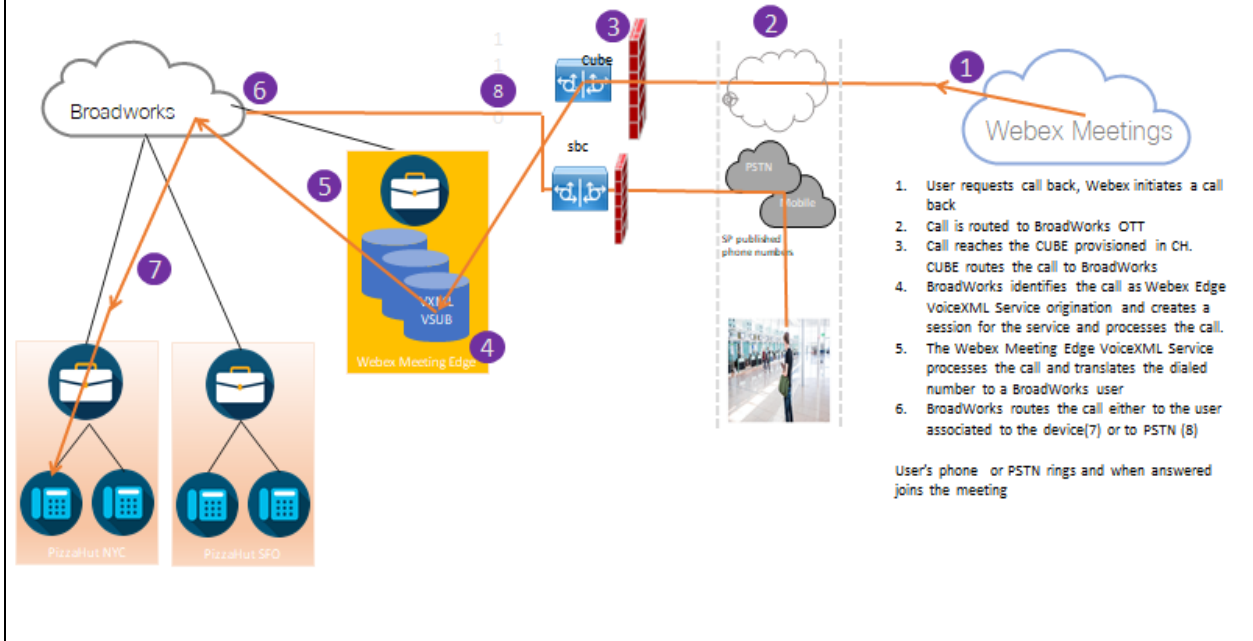 3
2
1
1
1
0
Cube
1
6
8
Broadworks
Webex Meetings
sbc
PSTN
5
Mobile
SP published
phone numbers
7
VXML
VSUB
4
Webex Meeting Edge
PizzaHut NYC
PizzaHut SFO
1. User requests call back, Webex initiates a call
back
2. Call is routed to BroadWorks OTT
3. Call reaches the CUBE provisioned in CH.
CUBE routes the call to BroadWorks
4. BroadWorks identifies the call as Webex Edge
VoiceXML Service origination and creates a
session for the service and processes the call.
5. The Webex Meeting Edge VoiceXML Service
processes the call and translates the dialed
number to a BroadWorks user
6. BroadWorks routes the call either to the user
associated to the device(7) or to PSTN (8)
User's phone or PSTN rings and when answered
joins the meeting